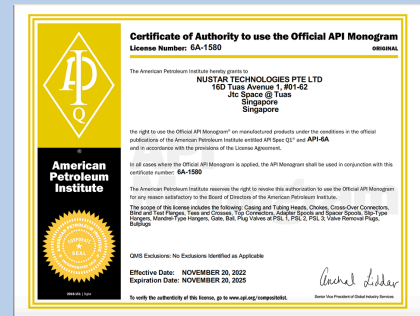 Certificate of Authority to use the Official API Monogram
License Number: 6A-1580
ORIGINAL
The American Petroleum Institute hereby grants to
NUSTAR TECHNOLOGIES PTE LTD
16D Tuas Avenue 1, #01-62
Jtc Space @ Tuas
Singapore
Singapore
the right to use the Official API Monogram® on manufactured products under the conditions in the official
publications of the American Petroleum Institute entitled API Spec Q1® and API-6A
and in accordance with the provisions of the License Agreement.
In all cases where the Official API Monogram is applied, the API Monogram shall be used in conjunction with this
certificate number: 6A-1580
The American Petroleum Institute reserves the right to revoke this authorization to use the Official API Monogram
for any reason satisfactory to the Board of Directors of the American Petroleum Institute.
The scope of this license includes the following: Casing and Tubing Heads, Chokes, Cross-Over Connectors,
Blind and Test Flanges, Tees and Crosses, Top Connectors, Adapter Spools and Spacer Spools, Slip-Type
Hangers, Mandrel-Type Hangers, Gate, Ball, Plug Valves at PSL 1, PSL 2, PSL 3; Valve Removal Plugs,
Bullplugs
QMS Exclusions: No Exclusions Identified as Applicable
Effective Date: NOVEMBER 20, 2022
Expiration Date: NOVEMBER 20, 2025
To verify the authenticity of this license, go to www.api.org/compositelist.
Senior Vice President of Global Industry Services
API
Q
American
Petroleum
Institute
CORPORATE
SEAL